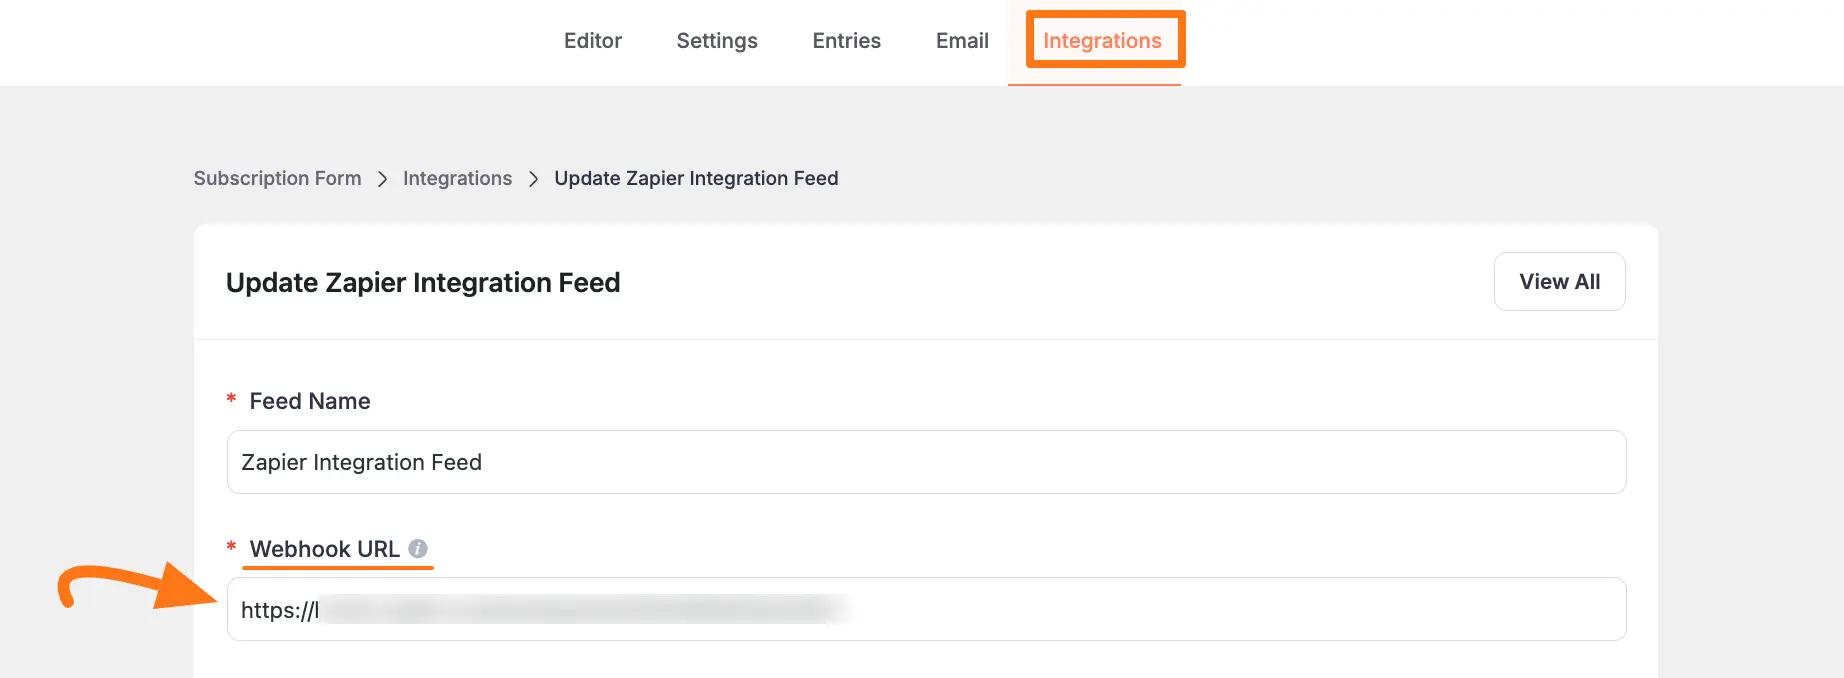 Editor Settings Entries Email Integrations
Subscription Form > Integrations > Update Zapier Integration Feed
Update Zapier Integration Feed View All
* Feed Name
Zapier Integration Feed
* Webhook URL i
https://